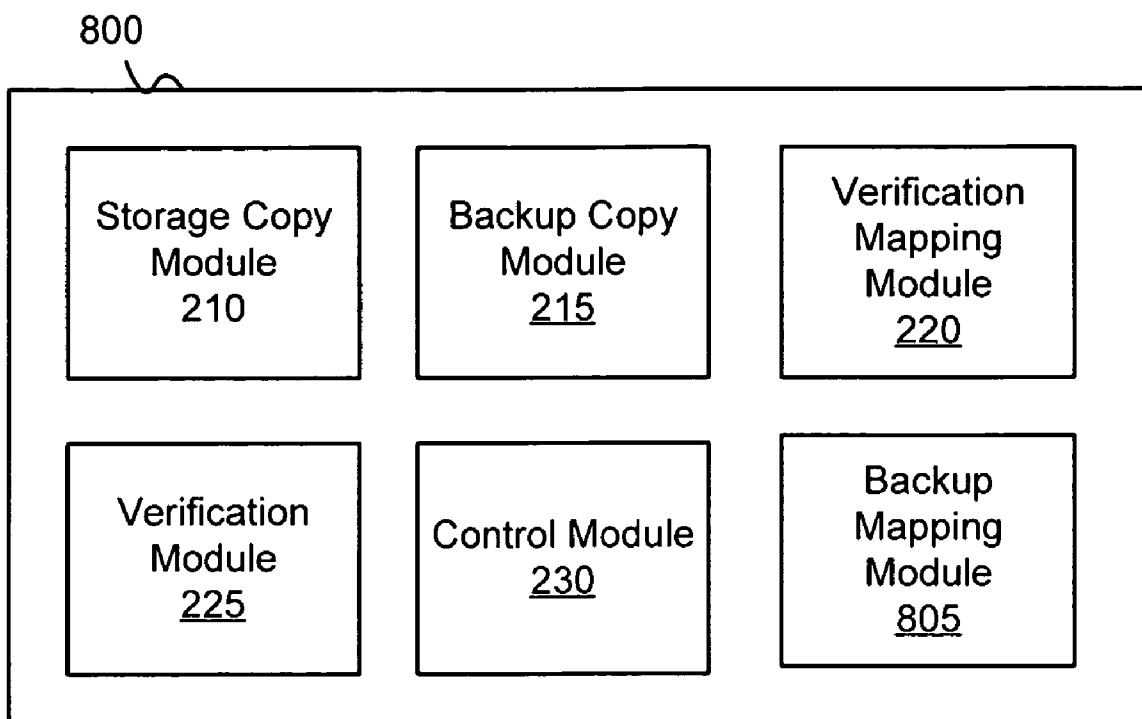 800
Storage Copy
Module
210
Backup Copy
Module
215
Verification
Mapping
Module
220
Verification
Module
225
Control Module
230
Backup
Mapping
Module
805